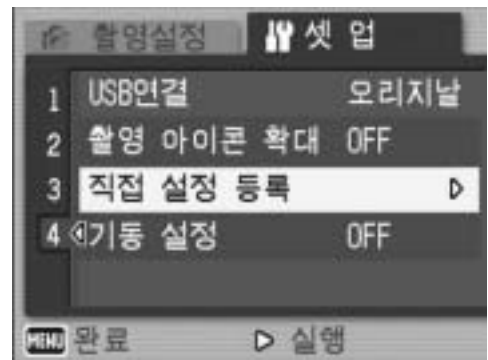 촬영설정 셋 업
1 USB연결 오리지날
2 촬영 아이콘 확대 OFF
3 직접 설정 등록
4 기동 설정 OFF
MENU 완료 실행